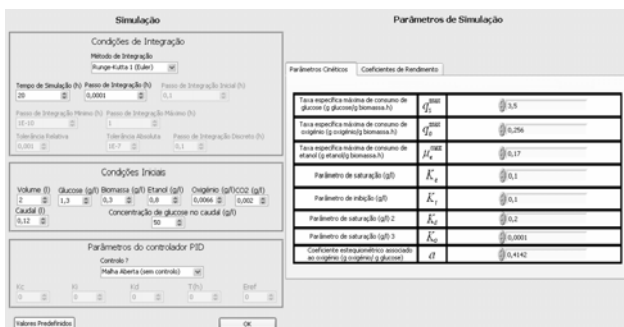 Simulação
Condições de Integração
Método de Integração
Runge-Kutta 1 (Euler)
Tempo de Simulação (h) Passo de Integração (h) Passo de Integração Inicial (h)
20 0,0001 0,1
Passo de Integração Mínimo (h) Passo de Integração Máximo (h)
1E-10 1
Tolerância Relativa Tolerância Absoluta Passo de Integração Discreto (h)
0,001 1E-7 0,1
Condições Iniciais
Volume (l) Glucose (g/l) Biomassa (g/l) Etanol (g/l) Oxigénio (g/l) CO2 (g/l)
2 1,3 0,3 0,8 0,0066 0,002
Caudal (l) Concentração de glucose no caudal (g/l)
0,12 50
Parâmetros do controlador PID
Controlo ?
Malha Aberta (sem controlo)
Kc Ki Kd T(h) Eref
0 0 0 0 0
Valores Predefinidos OK
Parâmetros de Simulação
Parâmetros Cinéticos Coeficientes de Rendimento
Taxa específica máxima de consumo de
glucose (g glucose/g biomassa.h) 3,5
Taxa específica máxima de consumo de
oxigénio (g oxigénio/g biomassa.h) 0,256
Taxa específica máxima de consumo de
etanol (g etanol/g biomassa.h) 0,17
Parâmetro de saturação (g/l) 0,1
Parâmetro de inibição (g/l) 0,1
Parâmetro de saturação (g/l) 2 0,2
Parâmetro de saturação (g/l) 3 0,0001
Coeficiente estequiométrico associado
ao oxigénio (g oxigénio/ g glucose) a 0,4142